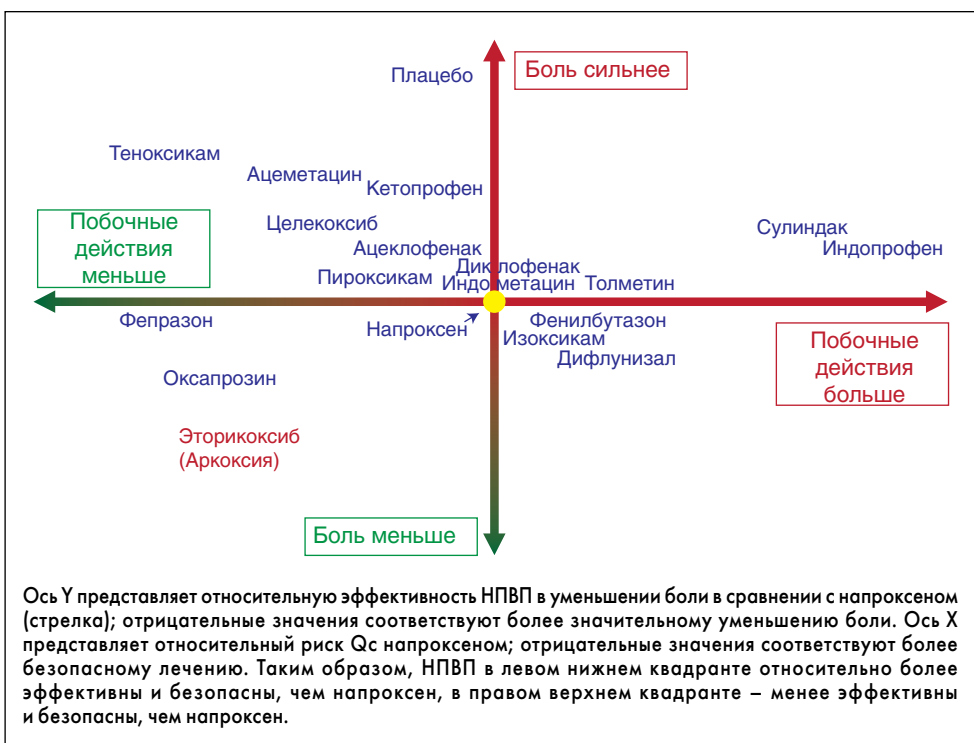 Плацебо
Боль сильнее
Теноксикам
Ацеметацин
Кетопрофен
Побочные
действия
меньше
Целекоксиб
Сулиндак
Ацеклофенак
Индопрофен
Диклофенак
Пироксикам
Индометацин
Толметин
Фепразон
Напроксен
Фенилбутазон
Изоксикам
Дифлунизал
Побочные
действия
больше
Оксапрозин
Эторикоксиб
(Аркоксия)
Боль меньше
Ось Y представляет относительную эффективность НПВП в уменьшении боли в сравнении с напроксеном
(стрелка); отрицательные значения соответствуют более значительному уменьшению боли. Ось X
представляет относительный риск Qс напроксеном; отрицательные значения соответствуют более
безопасному лечению. Таким образом, НПВП в левом нижнем квадранте относительно более
эффективны и безопасны, чем напроксен, в правом верхнем квадранте – менее эффективны
и безопасны, чем напроксен.